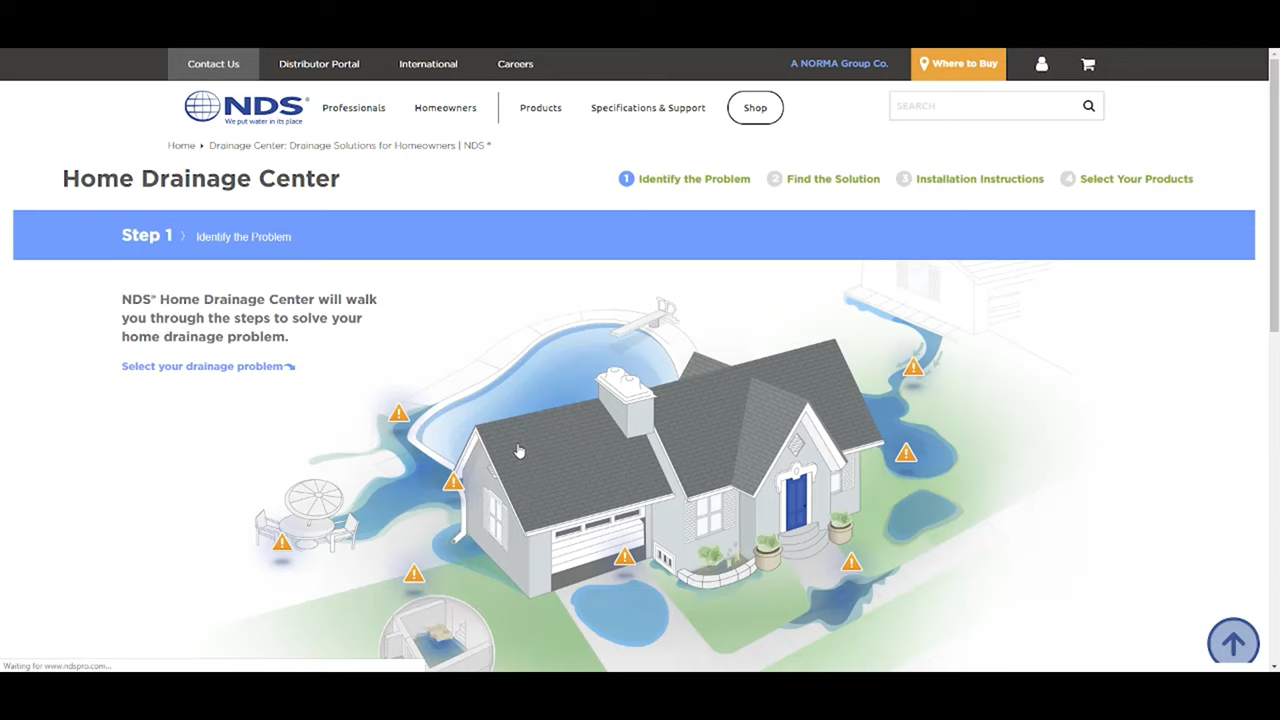 Contact Us Distributor Portal International Careers A NORMA Group Co. Where to Buy
NDS® Professionals Homeowners Products Specifications & Support Shop SEARCH
We put water in its place
Home Drainage Center: Drainage Solutions for Homeowners | NDS ®
Home Drainage Center 1 Identify the Problem 2 Find the Solution 3 Installation Instructions 4 Select Your Products
Step 1 Identify the Problem
NDS® Home Drainage Center will walk
you through the steps to solve your
home drainage problem.
Select your drainage problem
Waiting for www.ndspro.com...